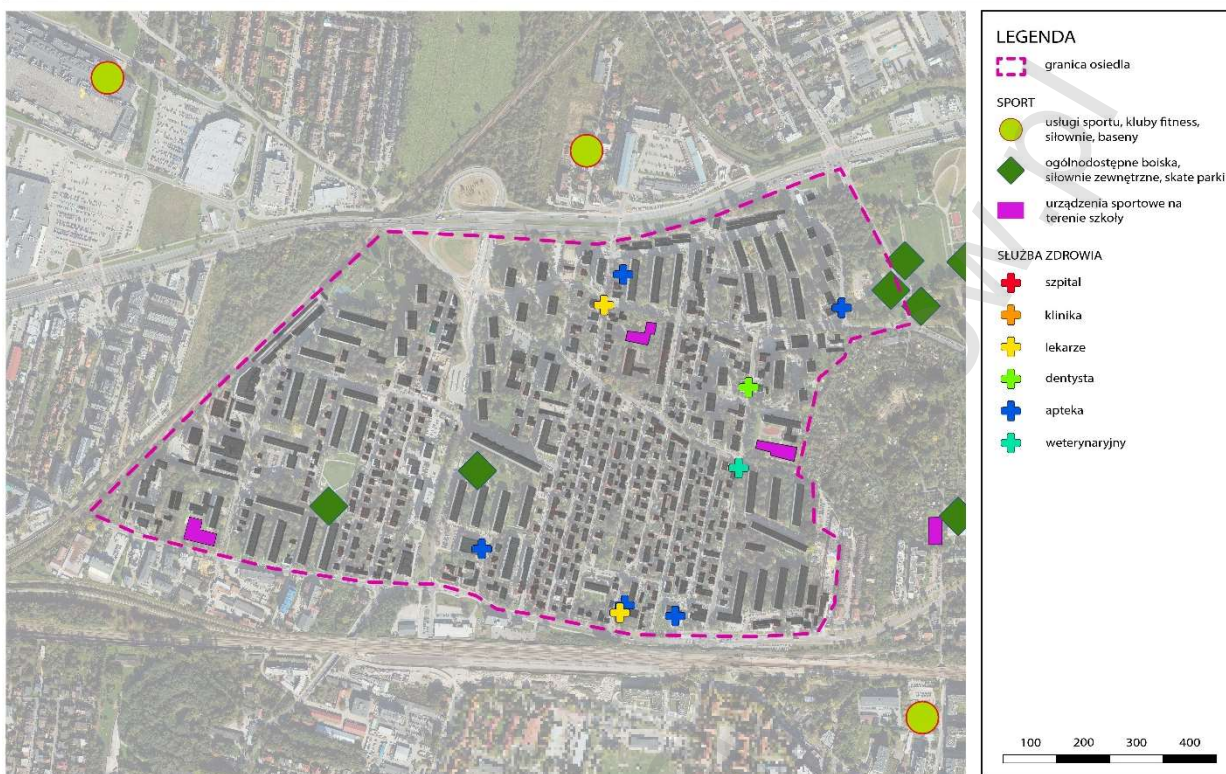 LEGENDA
granica osiedla
SPORT
usługi sportu, kluby fitness,
siłownie, baseny
ogólnodostępne boiska,
siłownie zewnętrzne, skate parki
urządzenia sportowe na
terenie szkoły
SŁUŻBA ZDROWIA
szpital
klinika
lekarze
dentysta
apteka
weterynaryjny
100 200 300 400